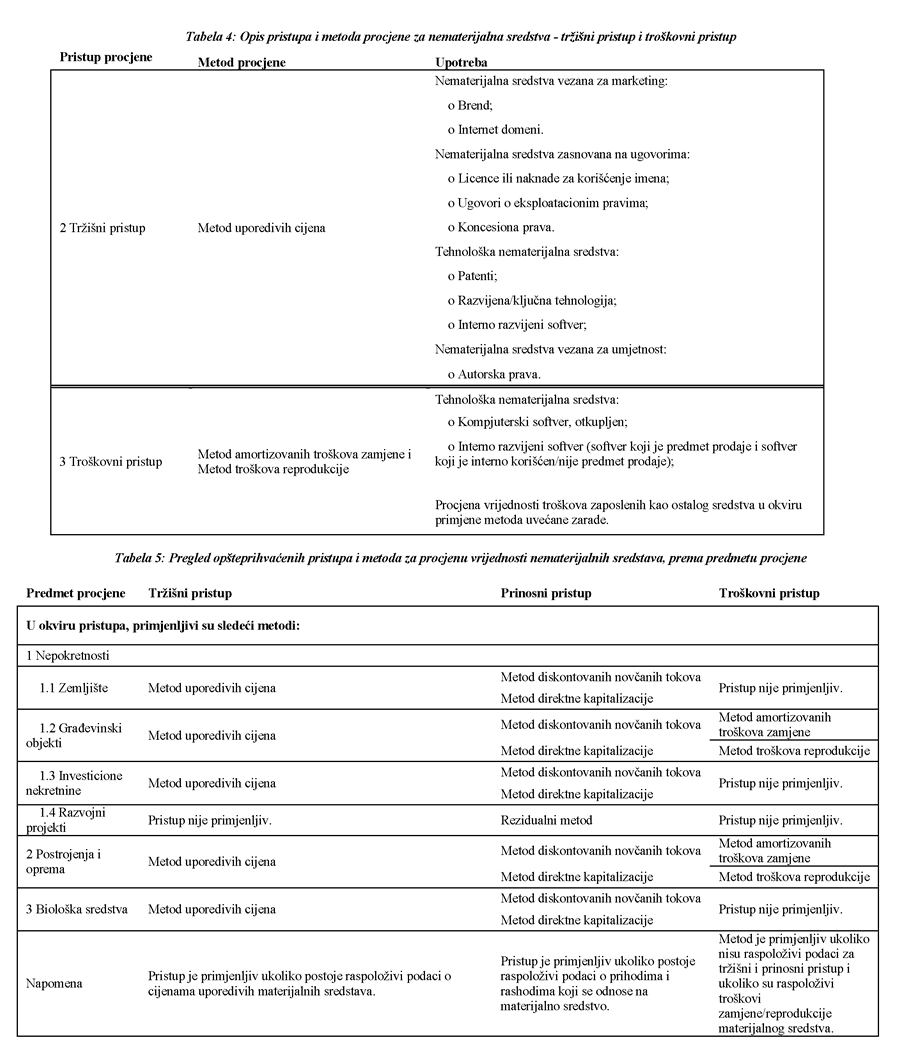 Tabela 4: Opis pristupa i metoda procjene za nematerijalna sredstva - tržišni pristup i troškovni pristup
Pristup procjene
Metod procjene
Upotreba
2 Tržišni pristup
Metod uporedivih cijena
Nematerijalna sredstva vezana za marketing:
o Brend;
o Internet domeni.
Nematerijalna sredstva zasnovana na ugovorima:
o Licence ili naknade za korišćenje imena;
o Ugovori o eksploatacionim pravima;
o Koncesiona prava.
Tehnološka nematerijalna sredstva:
o Patenti;
o Razvijena/ključna tehnologija;
o Interno razvijeni softver;
Nematerijalna sredstva vezana za umjetnost:
o Autorska prava.
3 Troškovni pristup
Metod amortizovanih troškova zamjene i
Metod troškova reprodukcije
Tehnološka nematerijalna sredstva:
o Kompjuterski softver, otkupljen;
o Interno razvijeni softver (softver koji je predmet prodaje i softver
koji je interno korišćen/nije predmet prodaje);
Procjena vrijednosti troškova zaposlenih kao ostalog sredstva u okviru
primjene metoda uvećane zarade.
Tabela 5: Pregled opšteprihvaćenih pristupa i metoda za procjenu vrijednosti nematerijalnih sredstava, prema predmetu procjene
Predmet procjene
Tržišni pristup
Prinosni pristup
Troškovni pristup
U okviru pristupa, primjenljivi su sledeći metodi:
1 Nepokretnosti
1.1 Zemljište
Metod uporedivih cijena
Metod diskontovanih novčanih tokova
Metod direktne kapitalizacije
Pristup nije primjenljiv.
1.2 Građevinski
objekti
Metod uporedivih cijena
Metod diskontovanih novčanih tokova
Metod direktne kapitalizacije
Metod amortizovanih
troškova zamjene
Metod troškova reprodukcije
1.3 Investicione
nekretnine
Metod uporedivih cijena
Metod diskontovanih novčanih tokova
Metod direktne kapitalizacije
Pristup nije primjenljiv.
1.4 Razvojni
projekti
Pristup nije primjenljiv.
Rezidualni metod
Pristup nije primjenljiv.
2 Postrojenja i
oprema
Metod uporedivih cijena
Metod diskontovanih novčanih tokova
Metod direktne kapitalizacije
Metod amortizovanih
troškova zamjene
Metod troškova reprodukcije
3 Biološka sredstva
Metod uporedivih cijena
Metod diskontovanih novčanih tokova
Metod direktne kapitalizacije
Pristup nije primjenljiv.
Napomena
Pristup je primjenljiv ukoliko postoje raspoloživi podaci o
cijenama uporedivih materijalnih sredstava.
Pristup je primjenljiv ukoliko postoje
raspoloživi podaci o prihodima i
rashodima koji se odnose na
materijalno sredstvo.
Metod je primjenljiv ukoliko
nisu raspoloživi podaci za
tržišni i prinosni pristup i
ukoliko su raspoloživi
troškovi
zamjene/reprodukcije
materijalnog sredstva.